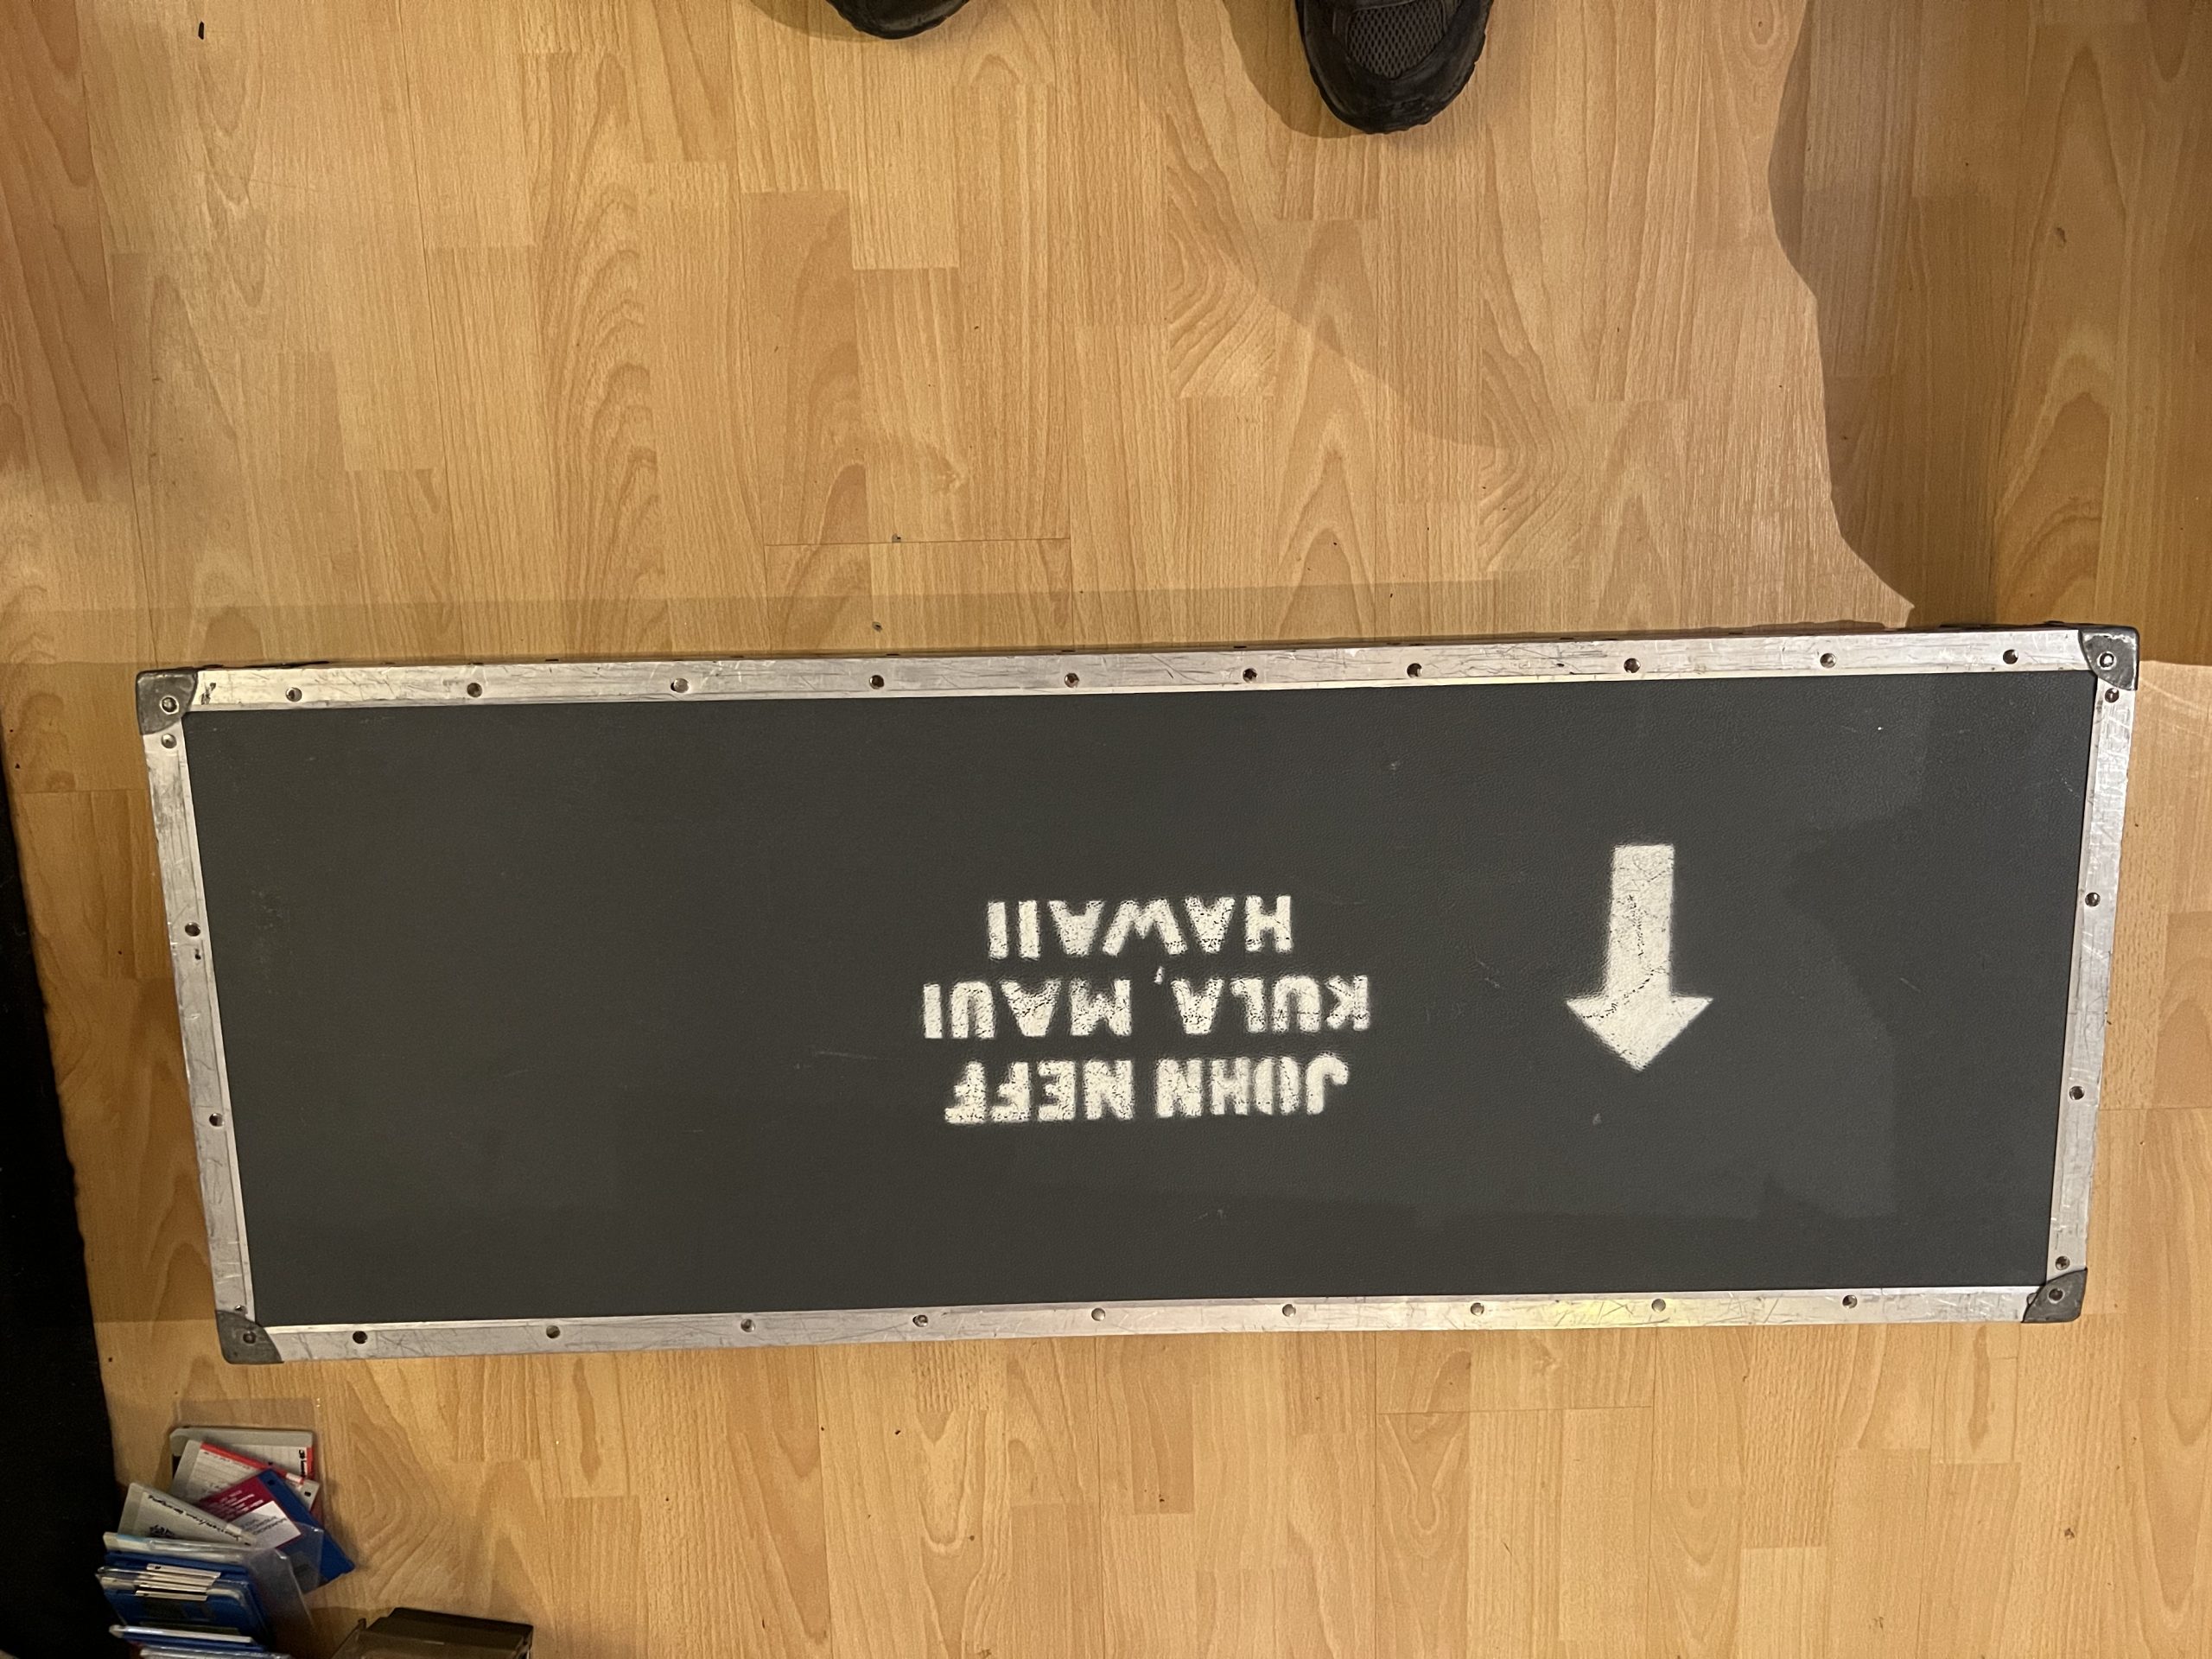 JOHN NEFF
KULA, MAUI
HAWAII